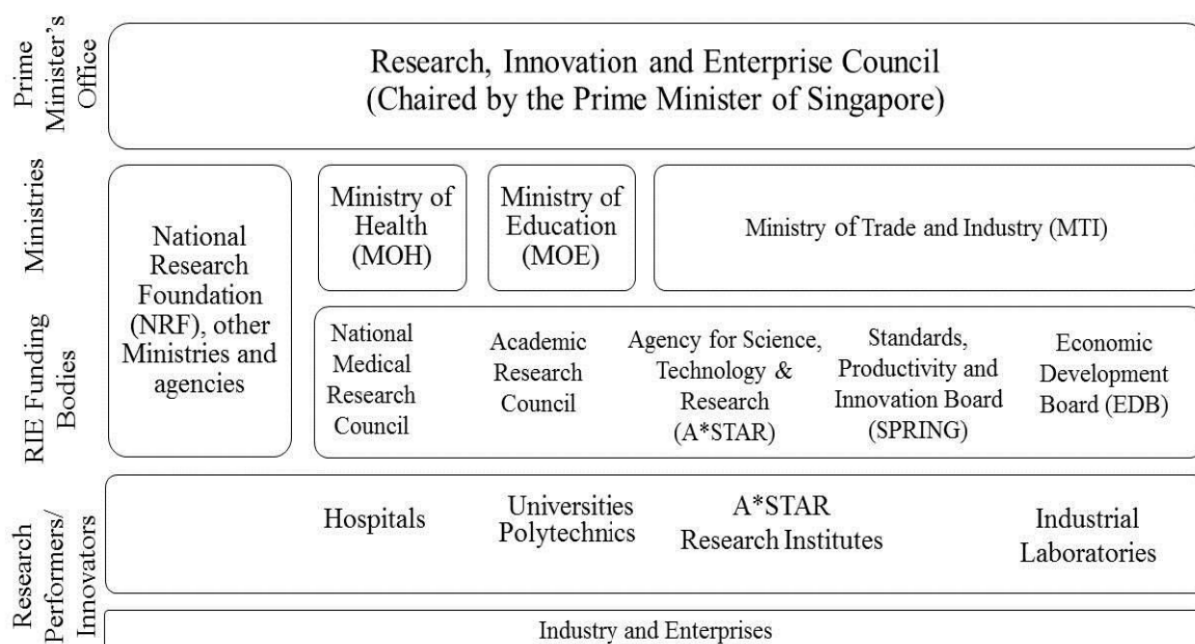 Prime
Minister's
Office
Research, Innovation and Enterprise Council
(Chaired by the Prime Minister of Singapore)
Ministries
National
Research
Foundation
(NRF), other
Ministries and
agencies
Ministry of
Health
(MOH)
Ministry of
Education
(MOE)
Ministry of Trade and Industry (MTI)
RIE Funding
Bodies
National
Medical
Research
Council
Academic
Research
Council
Agency for Science,
Technology &
Research
(A*STAR)
Standards,
Productivity and
Innovation Board
(SPRING)
Economic
Development
Board (EDB)
Research
Performers/
Innovators
Hospitals
Universities
Polytechnics
A*STAR
Research Institutes
Industrial
Laboratories
Industry and Enterprises